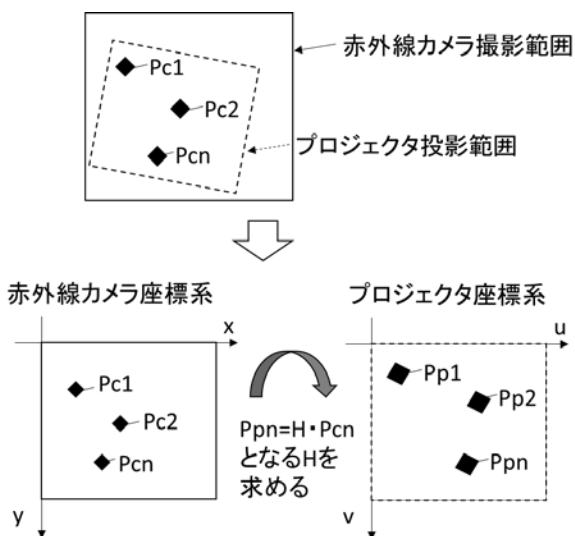 赤外線カメラ撮影範囲
Pc1
Pc2
Pcn
プロジェクタ投影範囲
赤外線カメラ座標系
プロジェクタ座標系
x
u
Pc1
Pc2
Pcn
y
Ppn=H・Pcn
となるHを
求める
Pp1
Pp2
Ppn
v